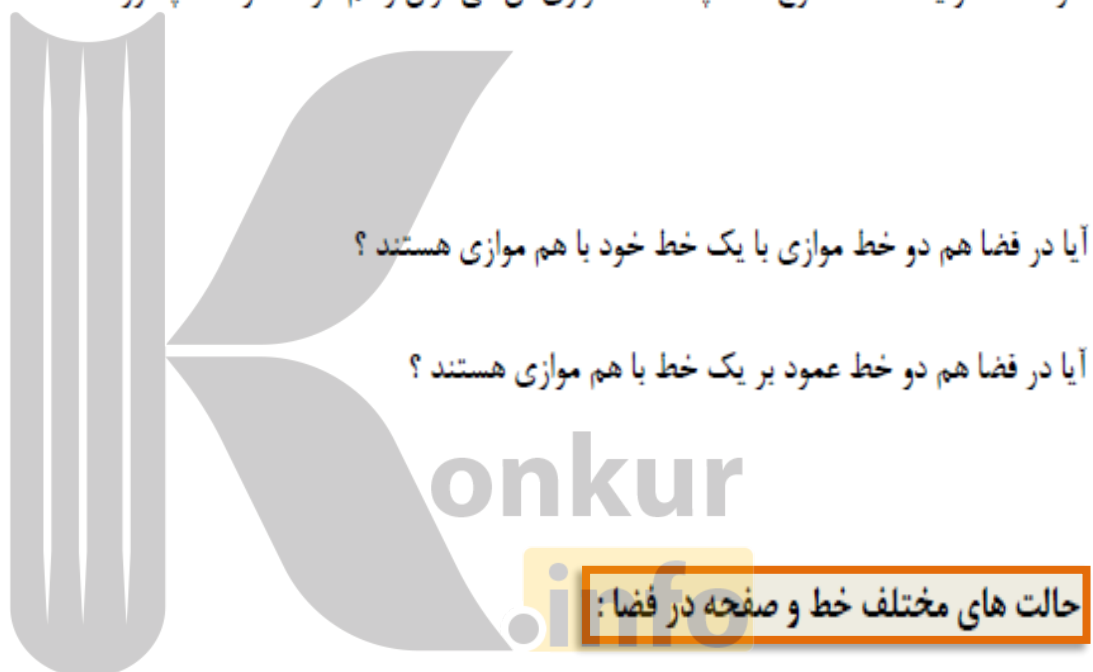 آیا در فضا هم دو خط موازی با یک خط خود با هم موازی هستند ؟
آیا در فضا هم دو خط عمود بر یک خط با هم موازی هستند ؟
onkur
.info
حالت های مختلف خط و صفحه در فضا :